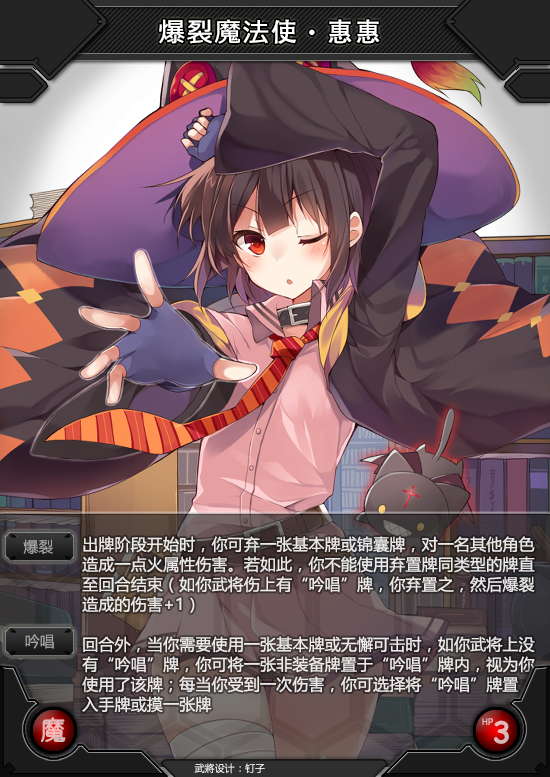 爆裂魔法使·惠惠
爆裂
出牌阶段开始时，你可弃一张基本牌或锦囊牌，对一名其他角色
造成一点火属性伤害。若如此，你不能使用弃置牌同类型的牌直
至回合结束（如你武将伤上有“吟唱”牌，你弃置之，然后爆裂
造成的伤害+1）
吟唱
回合外，当你需要使用一张基本牌或无懈可击时，如你武将上没
有“吟唱”牌，你可将一张非装备牌置于“吟唱”牌内，视为你
使用了该牌；每当你受到一次伤害，你可选择将“吟唱”牌置
入手牌或摸一张牌
魔
HP 3
武將设计：钉子